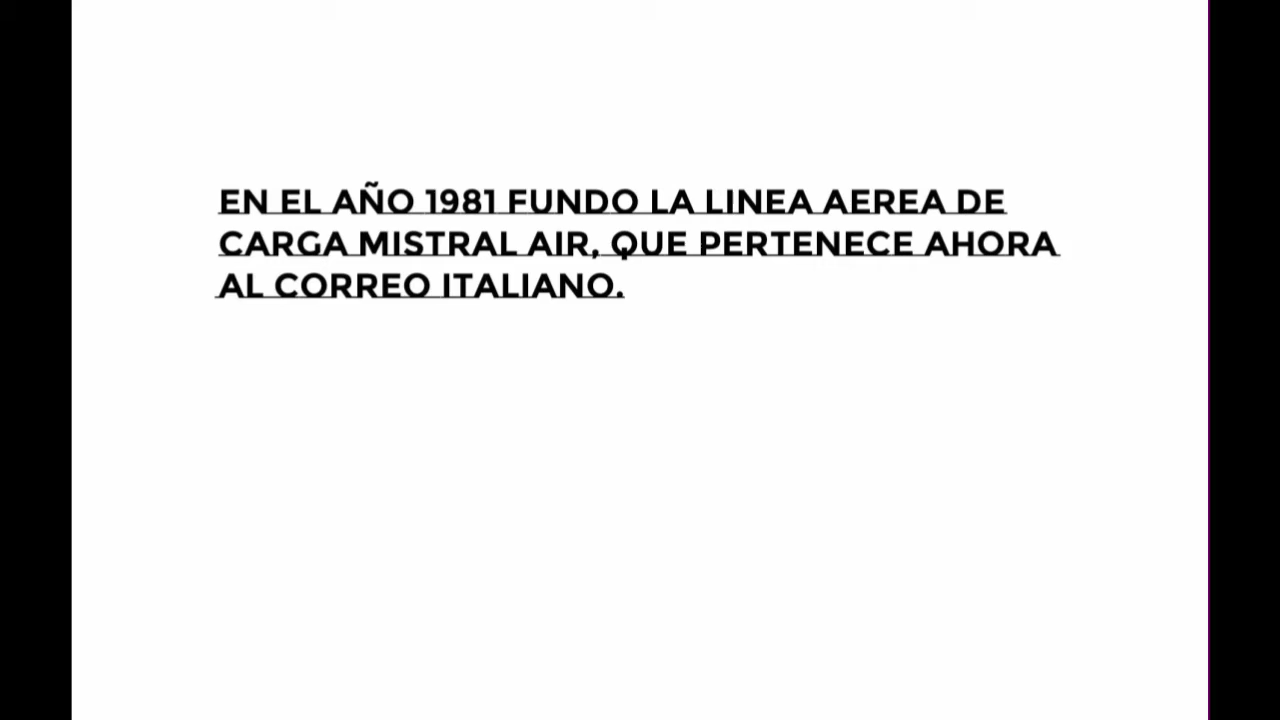 EN EL AÑO 1981 FUNDO LA LINEA AEREA DE
CARGA MISTRAL AIR, QUE PERTENECE AHORA
AL CORREO ITALIANO.